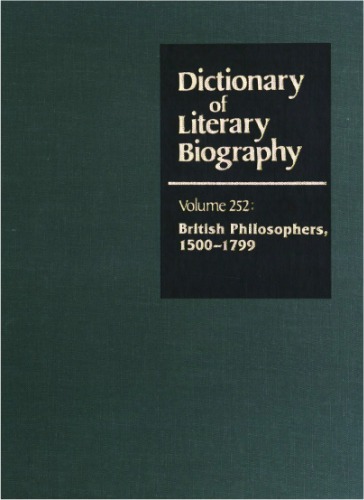 Dictionary
of
Literary
Biography
Volume 252:
British Philosophers,
1500–1799